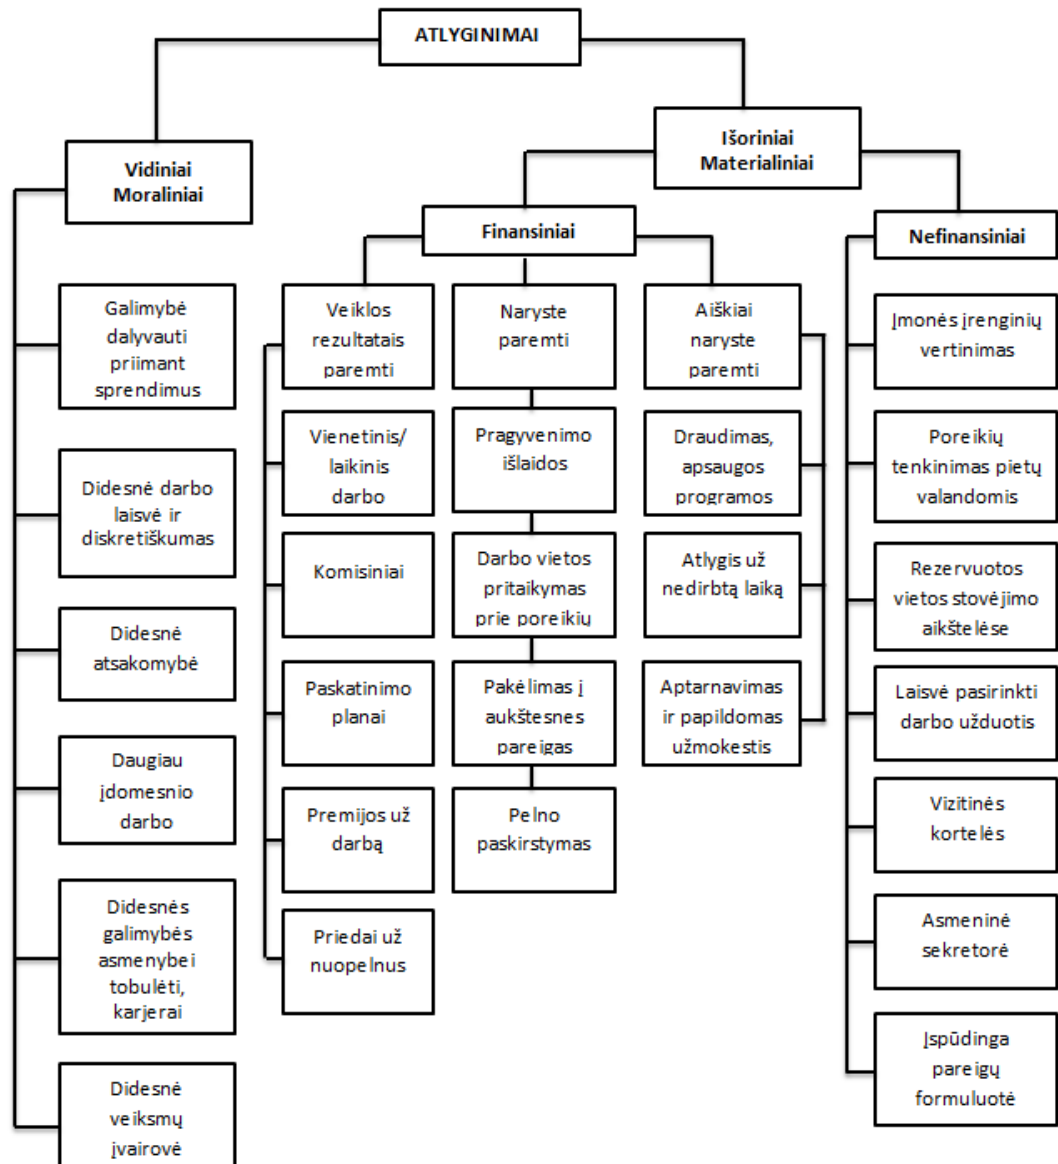 ATLYGINIMAI
Vidiniai
Moraliniai
Išoriniai
Materialiniai
Finansiniai
Nefinansiniai
Galimybė
dalyvauti
priimant
sprendimus
Didesnė darbo
laisvė ir
diskretiškumas
Didesnė
atsakomybė
Daugiau
įdomesnio
darbo
Didesnės
galimybės
asmenybei
tobulėti,
karjerai
Didesnė
veiksmų
įvairovė
Veiklos
rezultatais
paremti
Vienetinis/
laikinis
darbo
Komisiniai
Paskatinimo
planai
Premijos už
darbą
Priedai už
nuopelnus
Naryste
paremti
Pragyvenimo
išlaidos
Darbo vietos
pritaikymas
prie poreikių
Pakėlimas į
aukštesnes
pareigas
Pelno
paskirstymas
Aiškiai
naryste
paremti
Draudimas,
apsaugos
programos
Atlygis už
nedirbtą laiką
Aptarnavimas
ir papildomas
užmokestis
Įmonės įrenginių
vertinimas
Poreikių
tenkinimas pietų
valandomis
Rezervuotos
vietos stovėjimo
aikštelėse
Laisvė pasirinkti
darbo užduotis
Vizitinės
kortelės
Asmeninė
sekretorė
Įspūdinga
pareigų
formuluotė